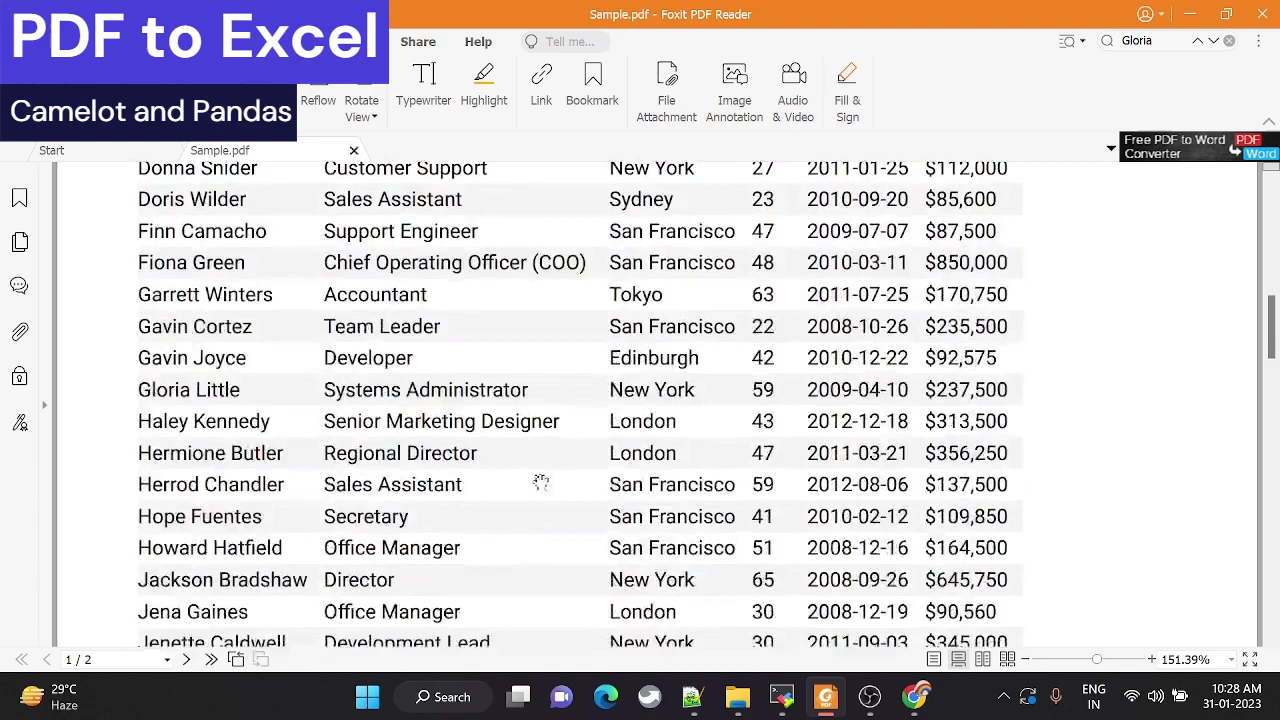 PDF to Excel
Camelot and Pandas
Sample.pdf - Foxit PDF Reader
Share Help Tell me... Gloria
Reflow Rotate View Typewriter Highlight Link Bookmark File Attachment Image Annotation Audio & Video Fill & Sign
Start Sample.pdf Free PDF to Word Converter PDF Word
Donna Snider Customer Support New York 27 2011-01-25 $112,000
Doris Wilder Sales Assistant Sydney 23 2010-09-20 $85,600
Finn Camacho Support Engineer San Francisco 47 2009-07-07 $87,500
Fiona Green Chief Operating Officer (COO) San Francisco 48 2010-03-11 $850,000
Garrett Winters Accountant Tokyo 63 2011-07-25 $170,750
Gavin Cortez Team Leader San Francisco 22 2008-10-26 $235,500
Gavin Joyce Developer Edinburgh 42 2010-12-22 $92,575
Gloria Little Systems Administrator New York 59 2009-04-10 $237,500
Haley Kennedy Senior Marketing Designer London 43 2012-12-18 $313,500
Hermione Butler Regional Director London 47 2011-03-21 $356,250
Herrod Chandler Sales Assistant San Francisco 59 2012-08-06 $137,500
Hope Fuentes Secretary San Francisco 41 2010-02-12 $109,850
Howard Hatfield Office Manager San Francisco 51 2008-12-16 $164,500
Jackson Bradshaw Director New York 65 2008-09-26 $645,750
Jena Gaines Office Manager London 30 2008-12-19 $90,560
Jenette Caldwell Development Lead New York 30 2011-09-03 $345,000
1 / 2 151.39%
29°C Haze Search ENG IN 10:28 AM 31-01-2023